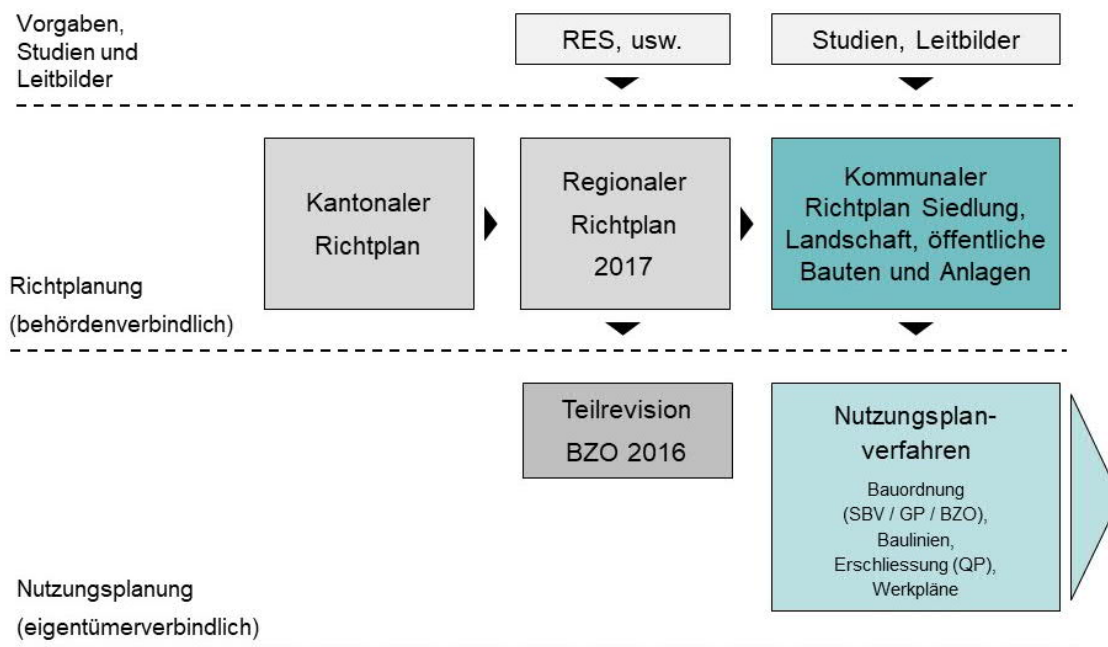 Vorgaben,
Studien und
Leitbilder
RES, usw.
Studien, Leitbilder
Kantonaler
Richtplan
Regionaler
Richtplan
2017
Kommunaler
Richtplan Siedlung,
Landschaft, öffentliche
Bauten und Anlagen
Richtplanung
(behördenverbindlich)
Teilrevision
BZO 2016
Nutzungsplan-
verfahren
Bauordnung
(SBV / GP / BZO),
Baulinien,
Erschliessung (QP),
Werkpläne
Nutzungsplanung
(eigentümerverbindlich)